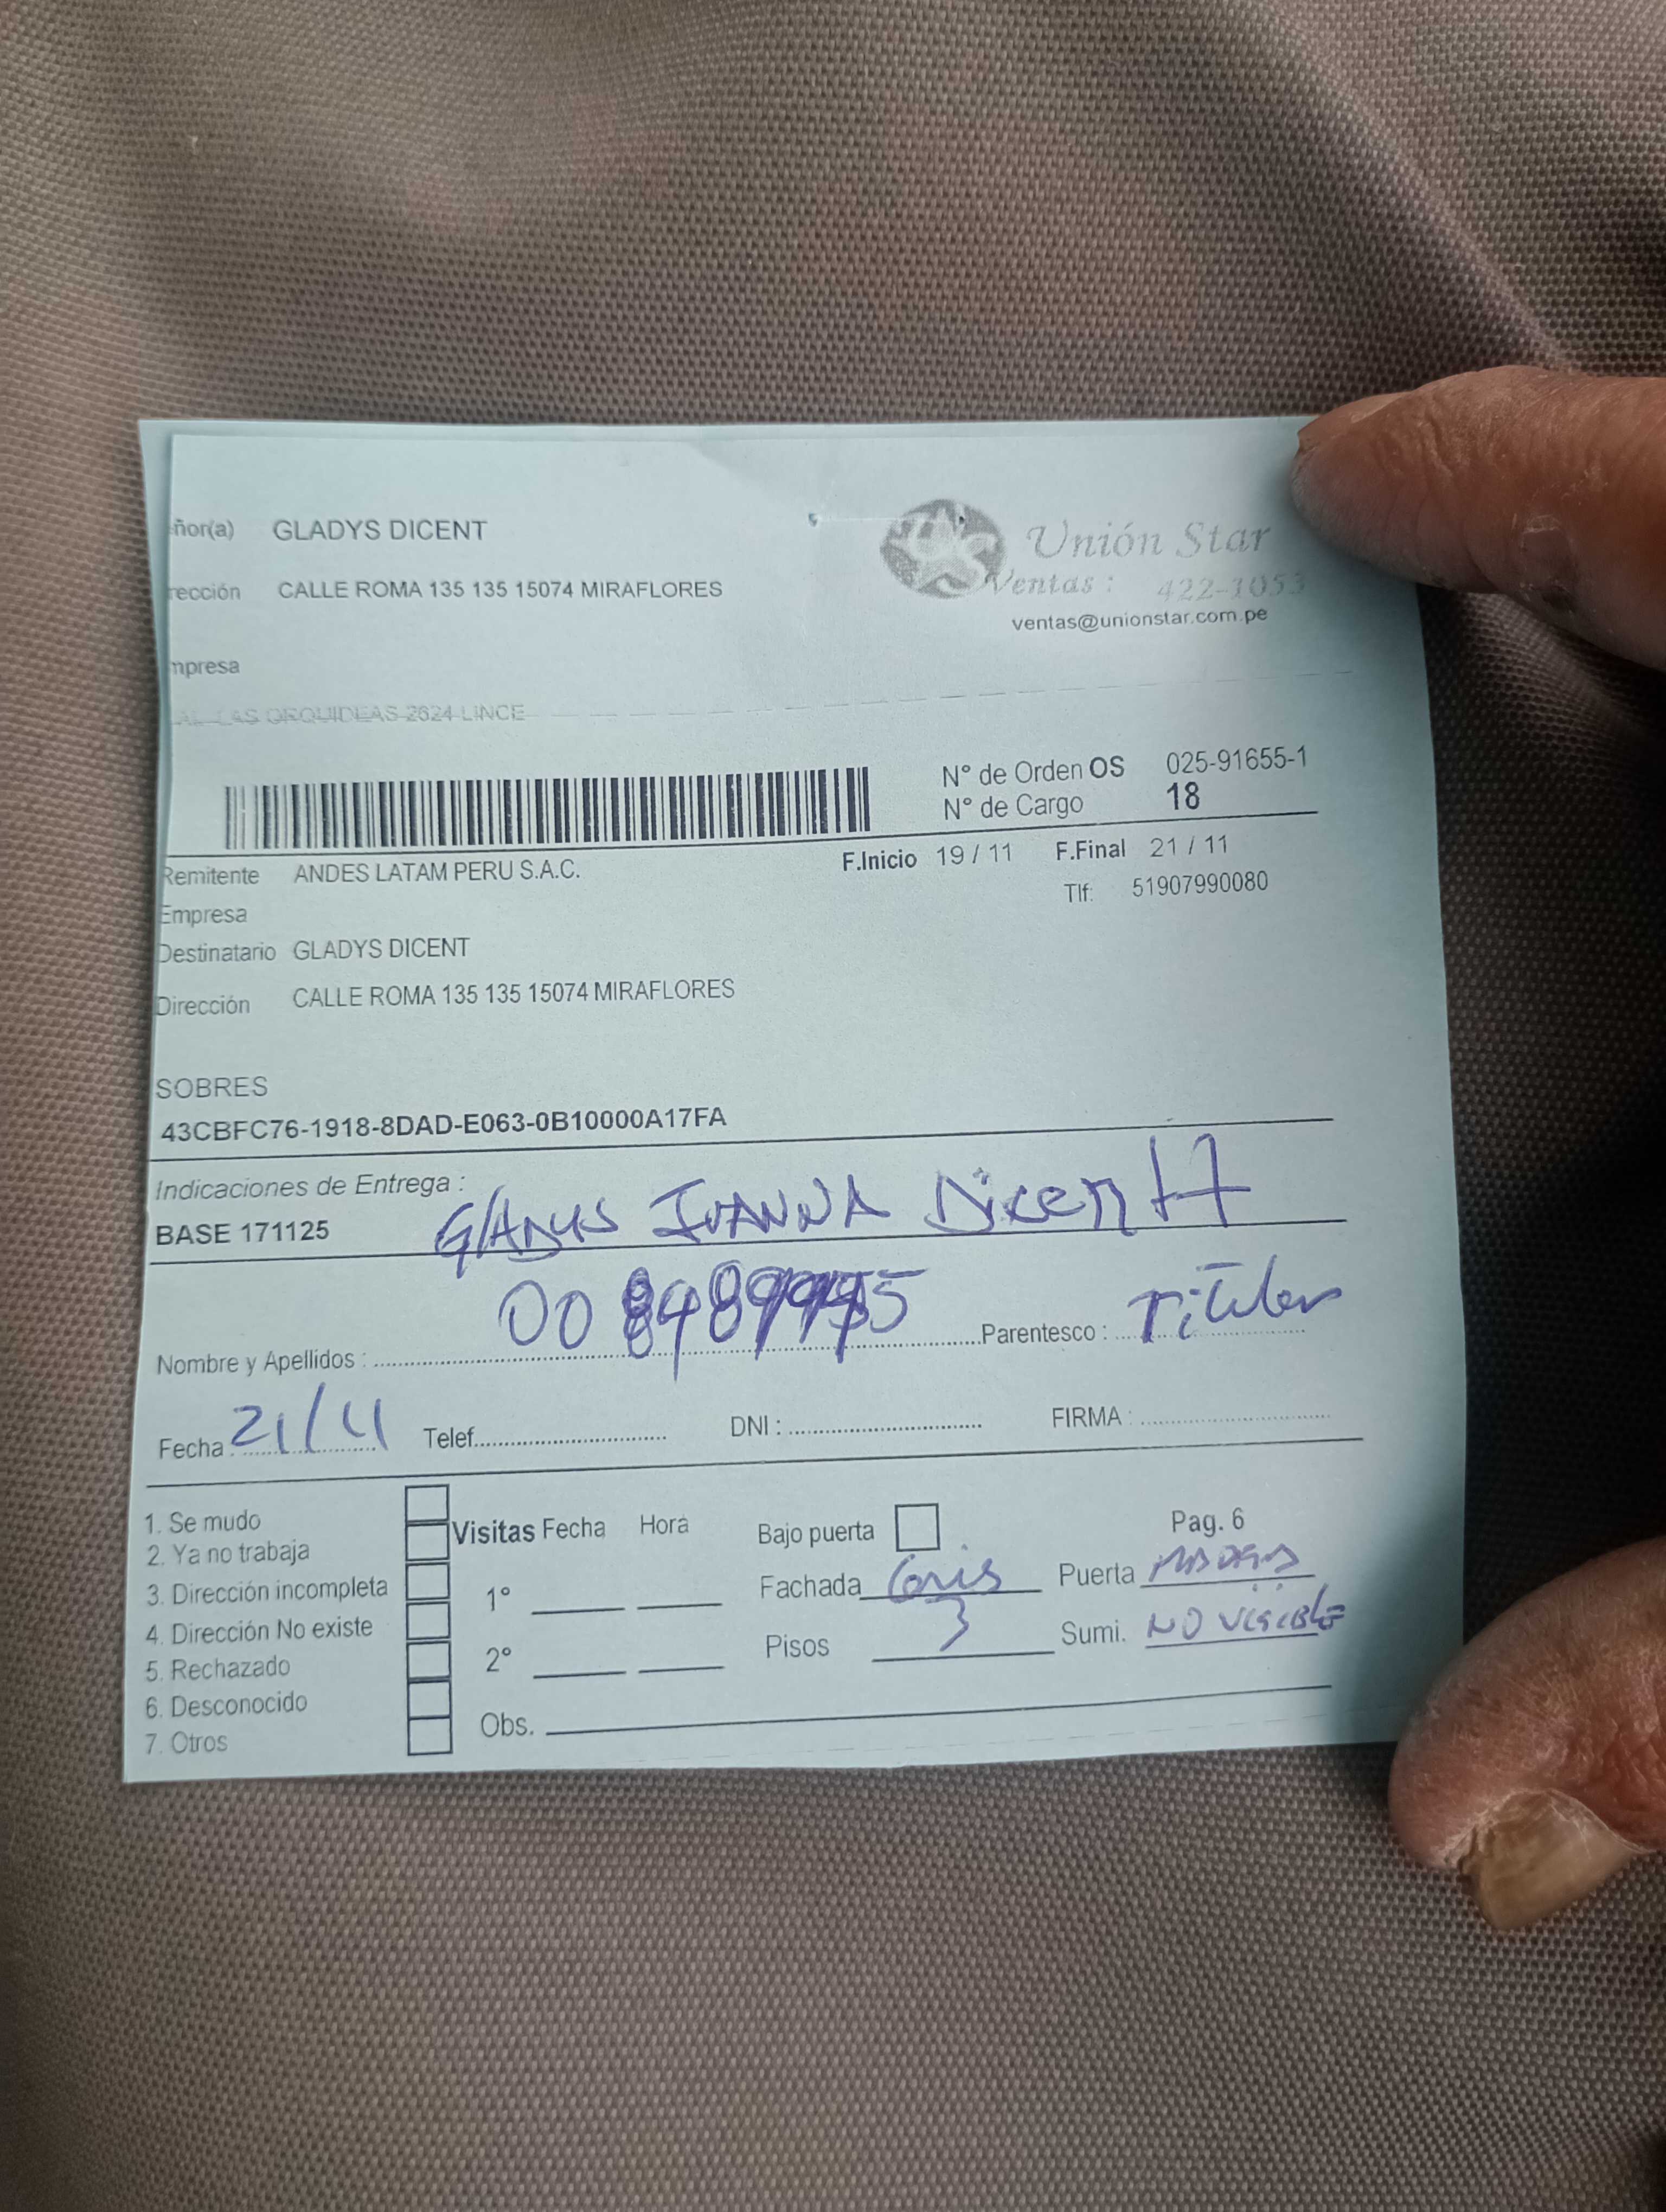 ñor(a) GLADYS DICENT
rección CALLE ROMA 135 135 15074 MIRAFLORES
Unión Star
Ventas : 422-1053
ventas@unionstar.com.pe
mpresa
LAS ORQUIDEAS 2624 LINCE
N° de Orden OS 025-91655-1
N° de Cargo 18
Remitente ANDES LATAM PERU S.A.C. F.Inicio 19 / 11 F.Final 21 / 11
Empresa Tlf: 51907990080
Destinatario GLADYS DICENT
Dirección CALLE ROMA 135 135 15074 MIRAFLORES
SOBRES
43CBFC76-1918-8DAD-E063-0B10000A17FA
Indicaciones de Entrega :
BASE 171125 GLADYS IVANNA
Nombre y Apellidos : Parentesco : Titular
Fecha : 21/11 Telef. DNI : FIRMA :
1. Se mudo
2. Ya no trabaja
3. Dirección incompleta
4. Dirección No existe
5. Rechazado
6. Desconocido
7. Otros
Visitas Fecha Hora
1°
2°
Bajo puerta Pag. 6
Fachada Gris Puerta
Pisos 3 Sumi. NO VISIBLE
Obs.